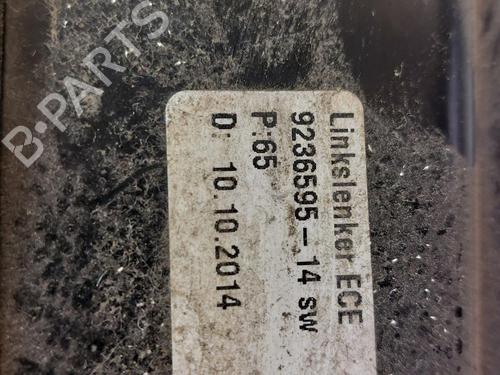 Linkslenker ECE
9236595-14 sw
P:65
D: 10.10.2014
B-PARTS